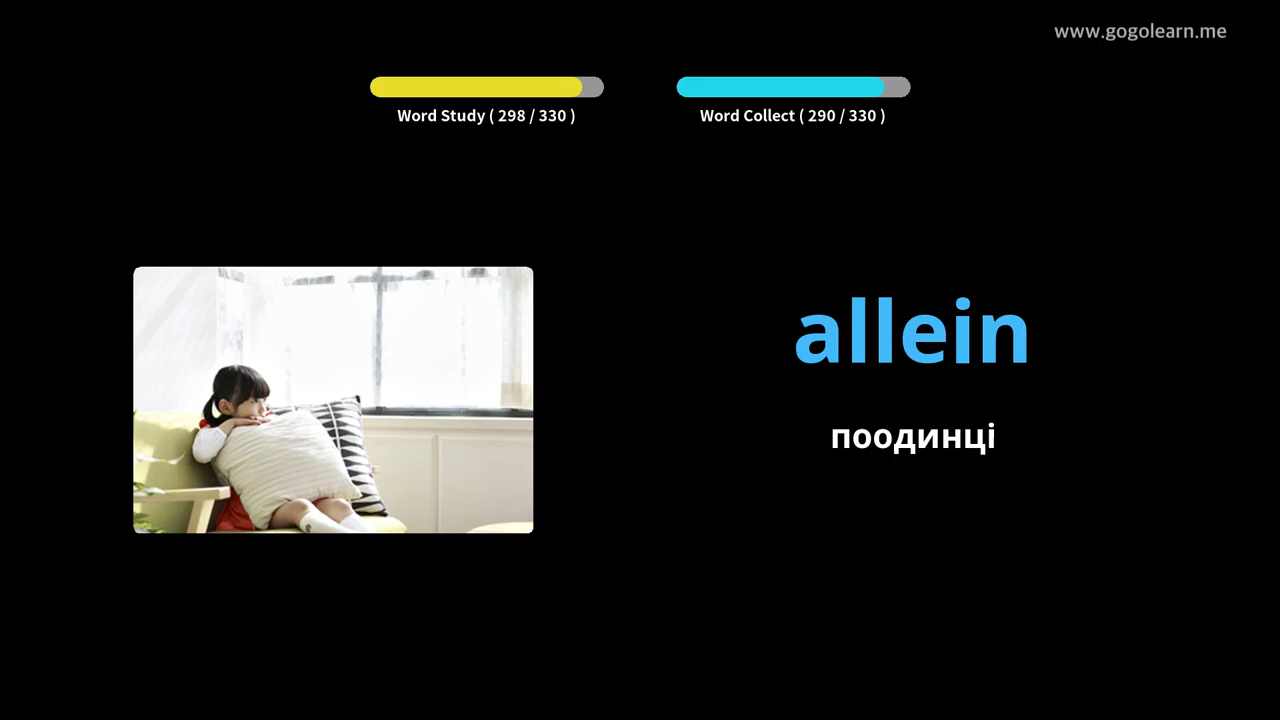 www.gogolearn.me
Word Study ( 298 / 330 )
Word Collect ( 290 / 330 )
allein
поодинці